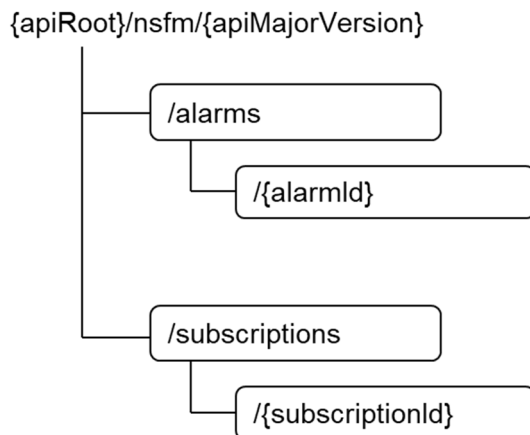 {apiRoot}/nsfm/{apiMajorVersion}
/alarms
/{alarmId}
/subscriptions
/{subscriptionId}